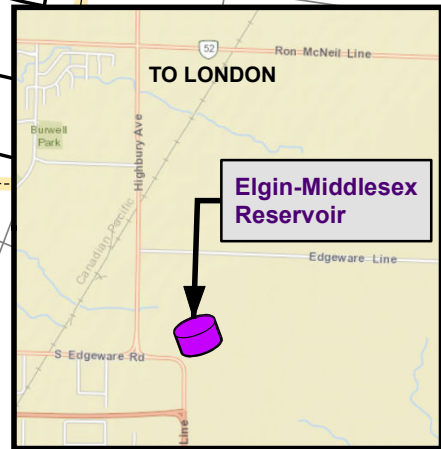 52
Ron McNeil Line
TO LONDON
Burwell
Park
Highbury Ave
Elgin-Middlesex
Reservoir
Canadian Pacific
Edgeware Line
S Edgeware Rd
Line